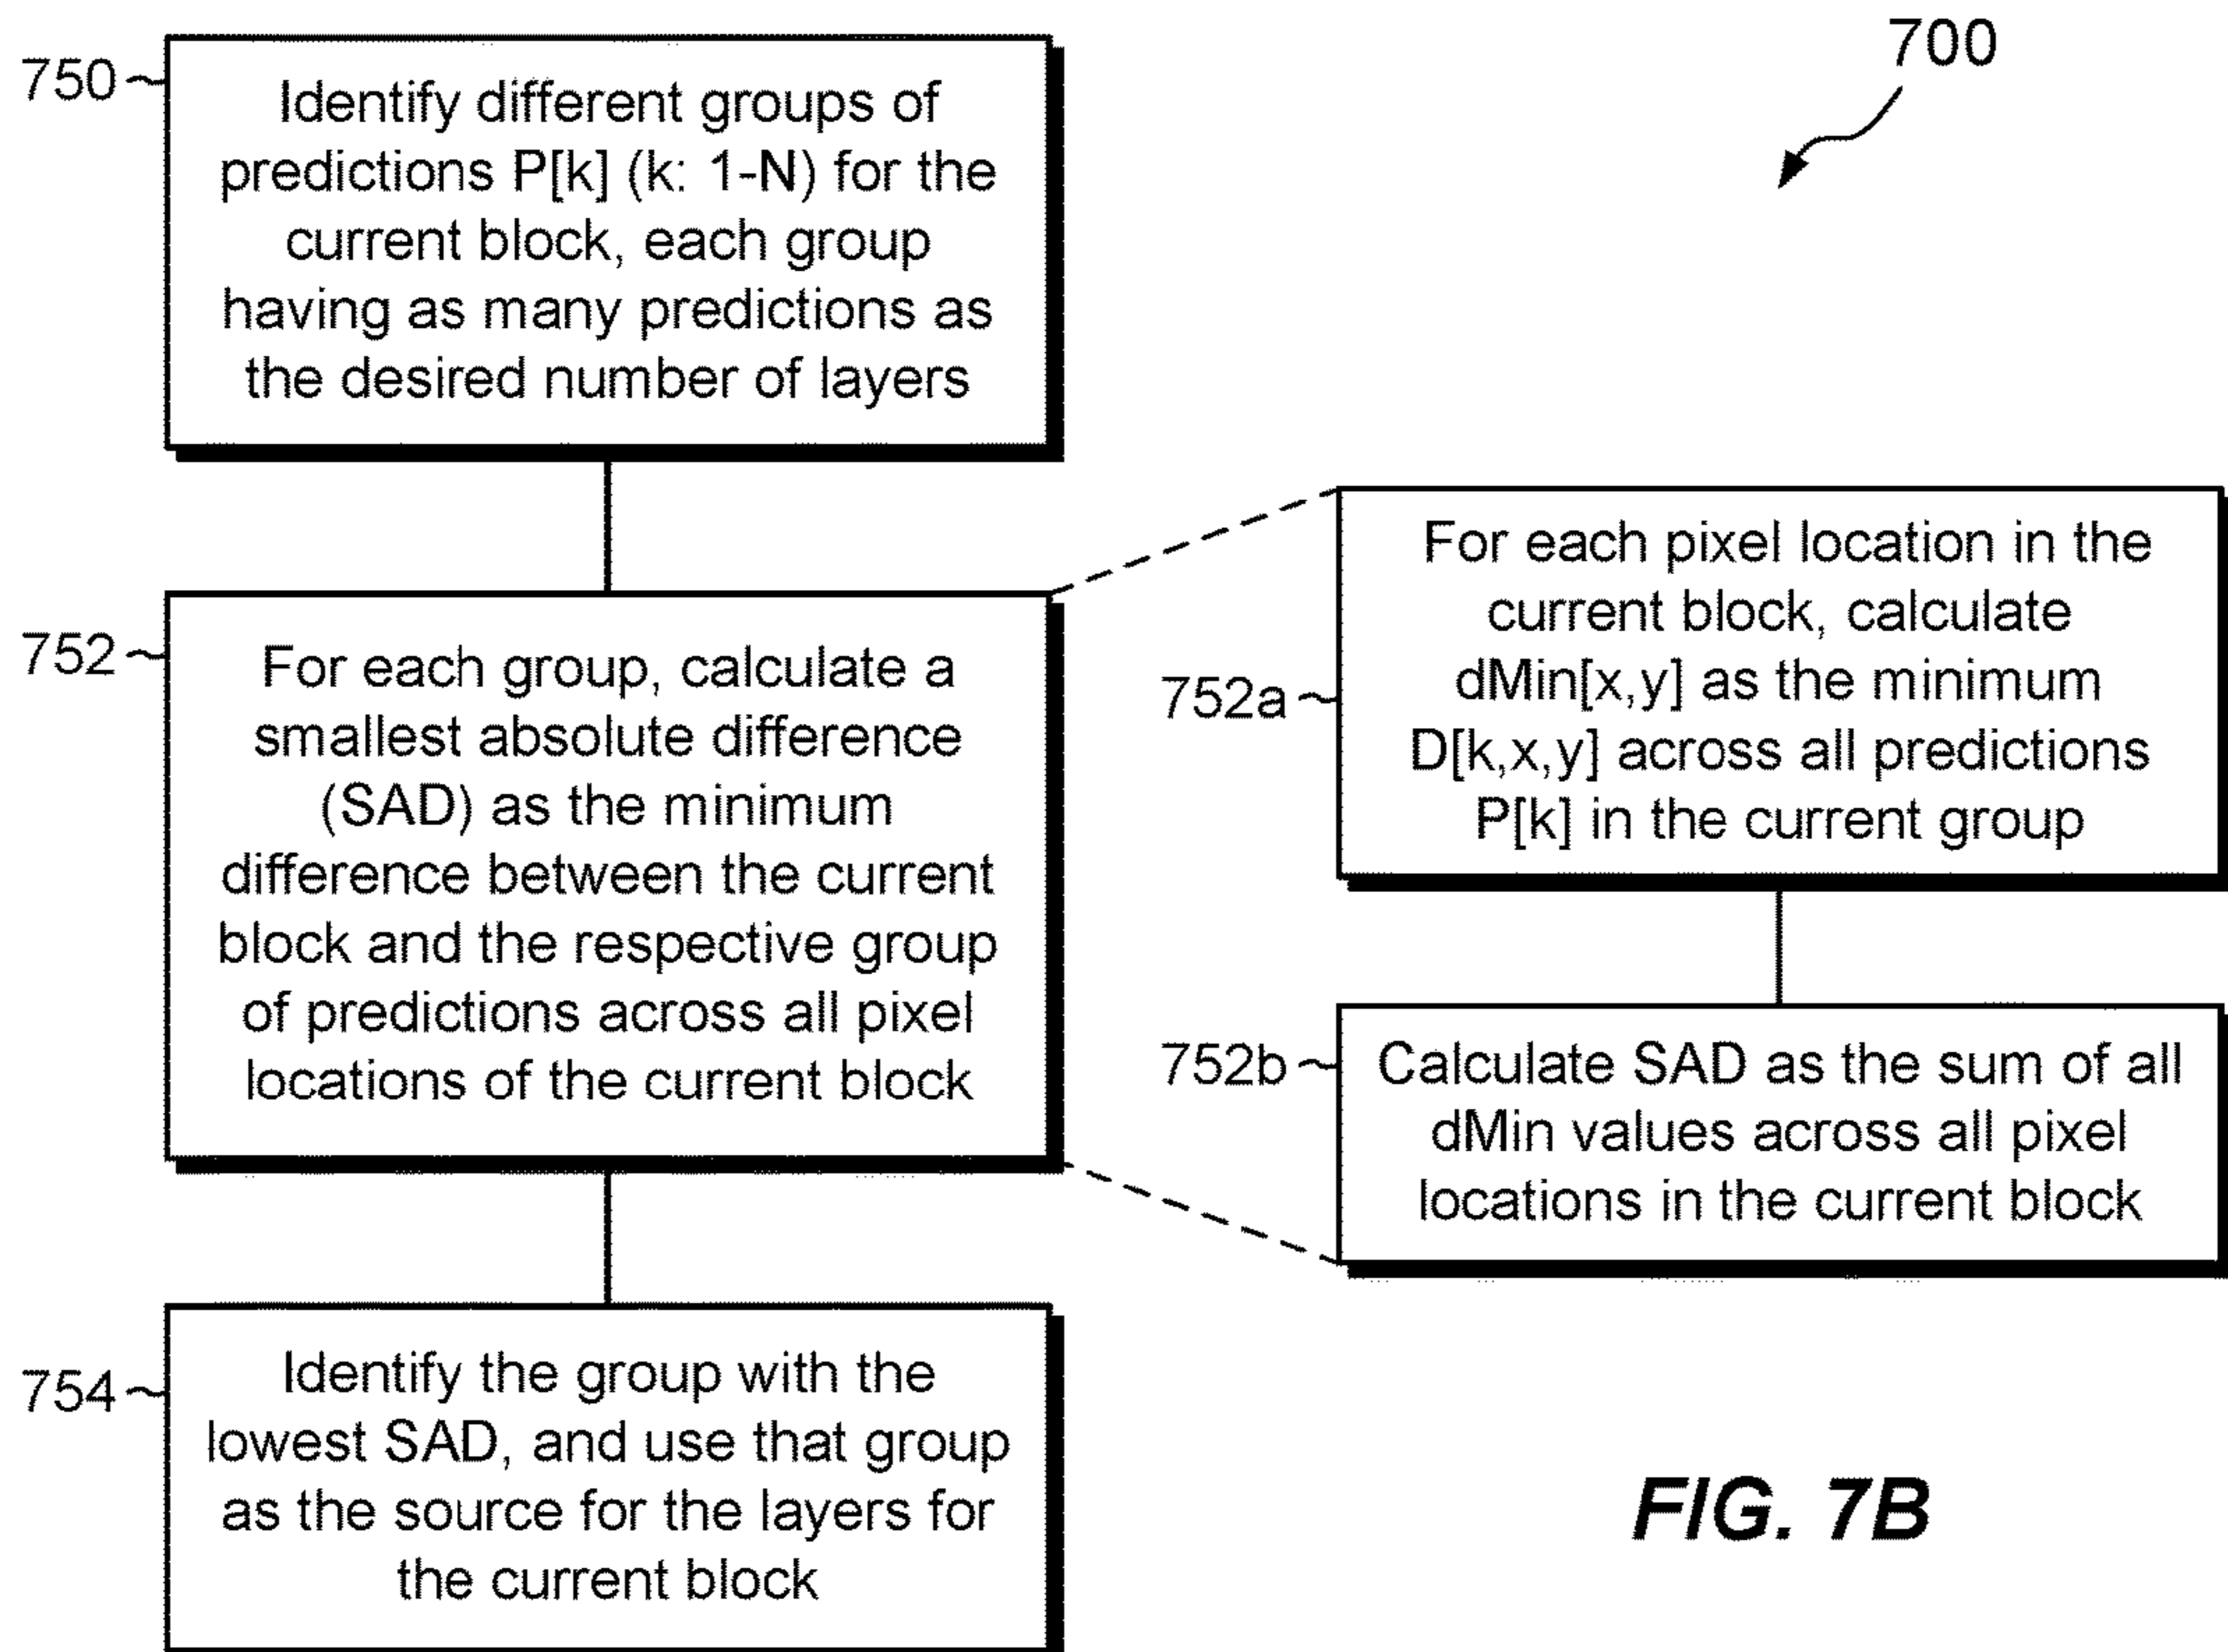 700
750
Identify different groups of
predictions P[k] (k: 1-N) for the
current block, each group
having as many predictions as
the desired number of layers
752
For each group, calculate a
smallest absolute difference
(SAD) as the minimum
difference between the current
block and the respective group
of predictions across all pixel
locations of the current block
752a
For each pixel location in the
current block, calculate
dMin[x,y] as the minimum
D[k,x,y] across all predictions
P[k] in the current group
752b
Calculate SAD as the sum of all
dMin values across all pixel
locations in the current block
754
Identify the group with the
lowest SAD, and use that group
as the source for the layers for
the current block
FIG. 7B